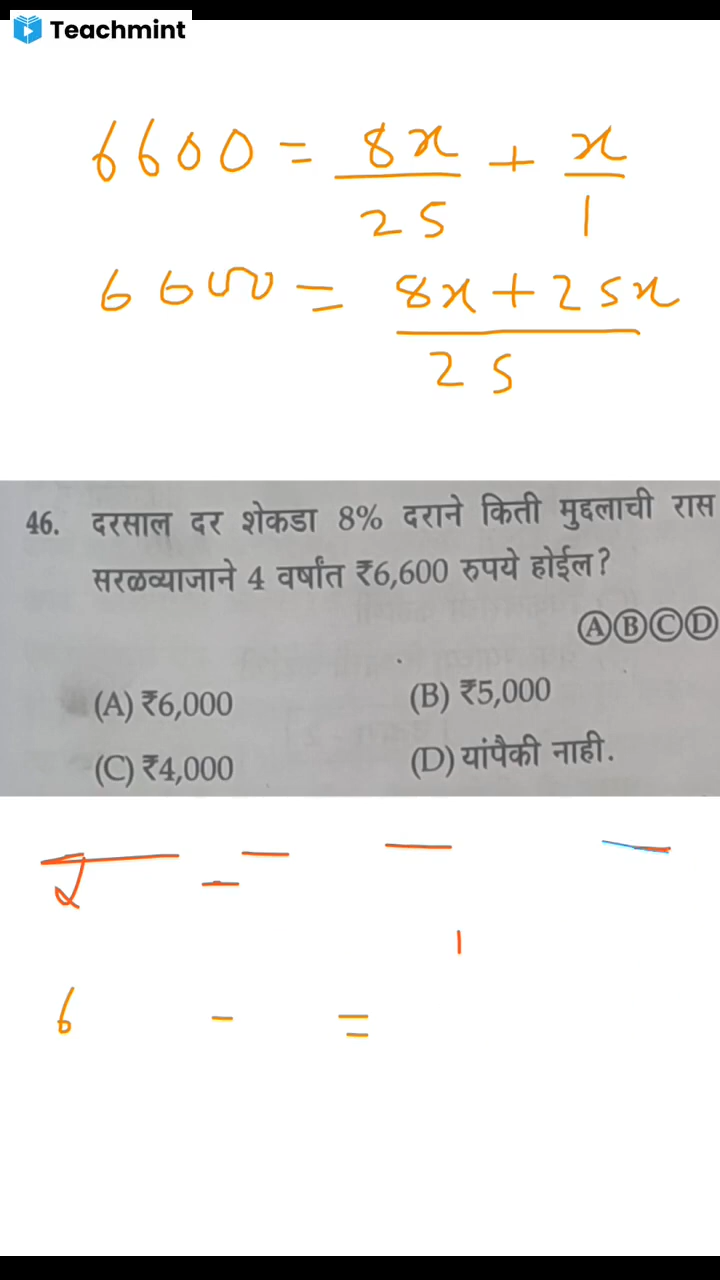 Teachmint
6600 = 8x/25 + x/1
6600 = 8x+25x/25
46. दरसाल दर शेकडा 8% दराने किती मुद्दलाची रास
सरळव्याजाने 4 वर्षांत ₹6,600 रुपये होईल?
Ⓐ Ⓑ Ⓒ Ⓓ
(A) ₹6,000 (B) ₹5,000
(C) ₹4,000 (D) यांपैकी नाही.
6 - =